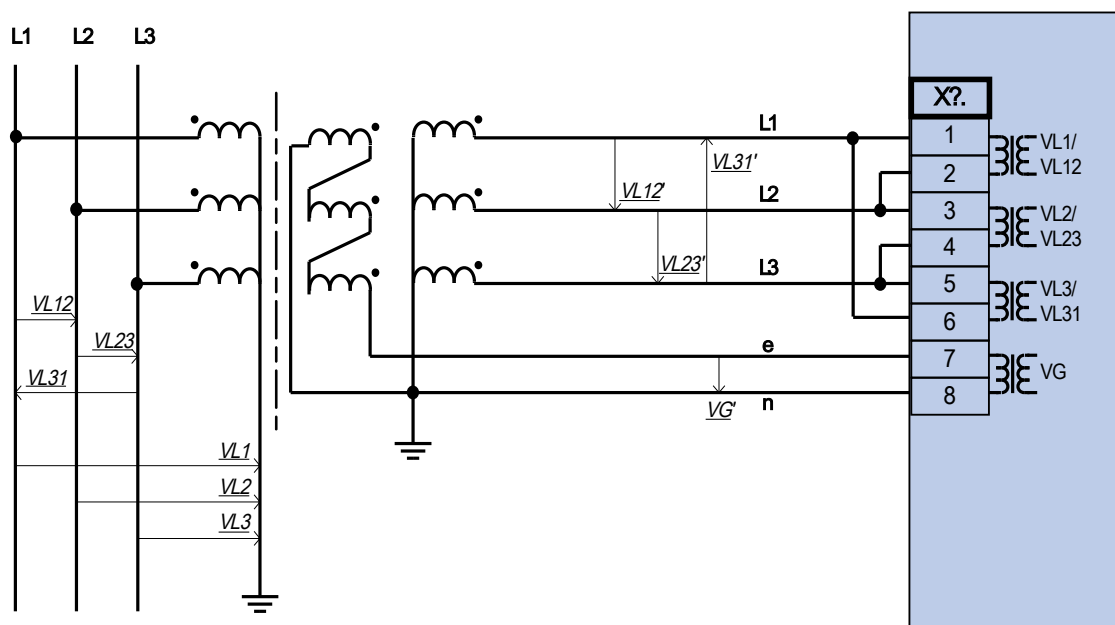 L1
L2
L3
X?.
1
2
3
4
5
6
7
8
VL1/
VL12
VL2/
VL23
VL3/
VL31
VG
L1
L2
L3
e
n
VL12'
VL31'
VL23'
VG'
VL12
VL23
VL31
VL1
VL2
VL3